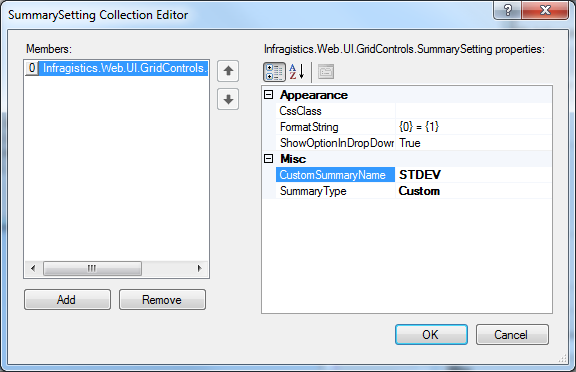 SummarySetting Collection Editor
Members:
0 Infragistics.Web.UI.GridControls.
Add
Remove
Infragistics.Web.UI.GridControls.SummarySetting properties:
A
Z
Appearance
CssClass
FormatString {0} = {1}
ShowOptionInDropDown True
Misc
CustomSummaryName STDEV
SummaryType Custom
OK
Cancel